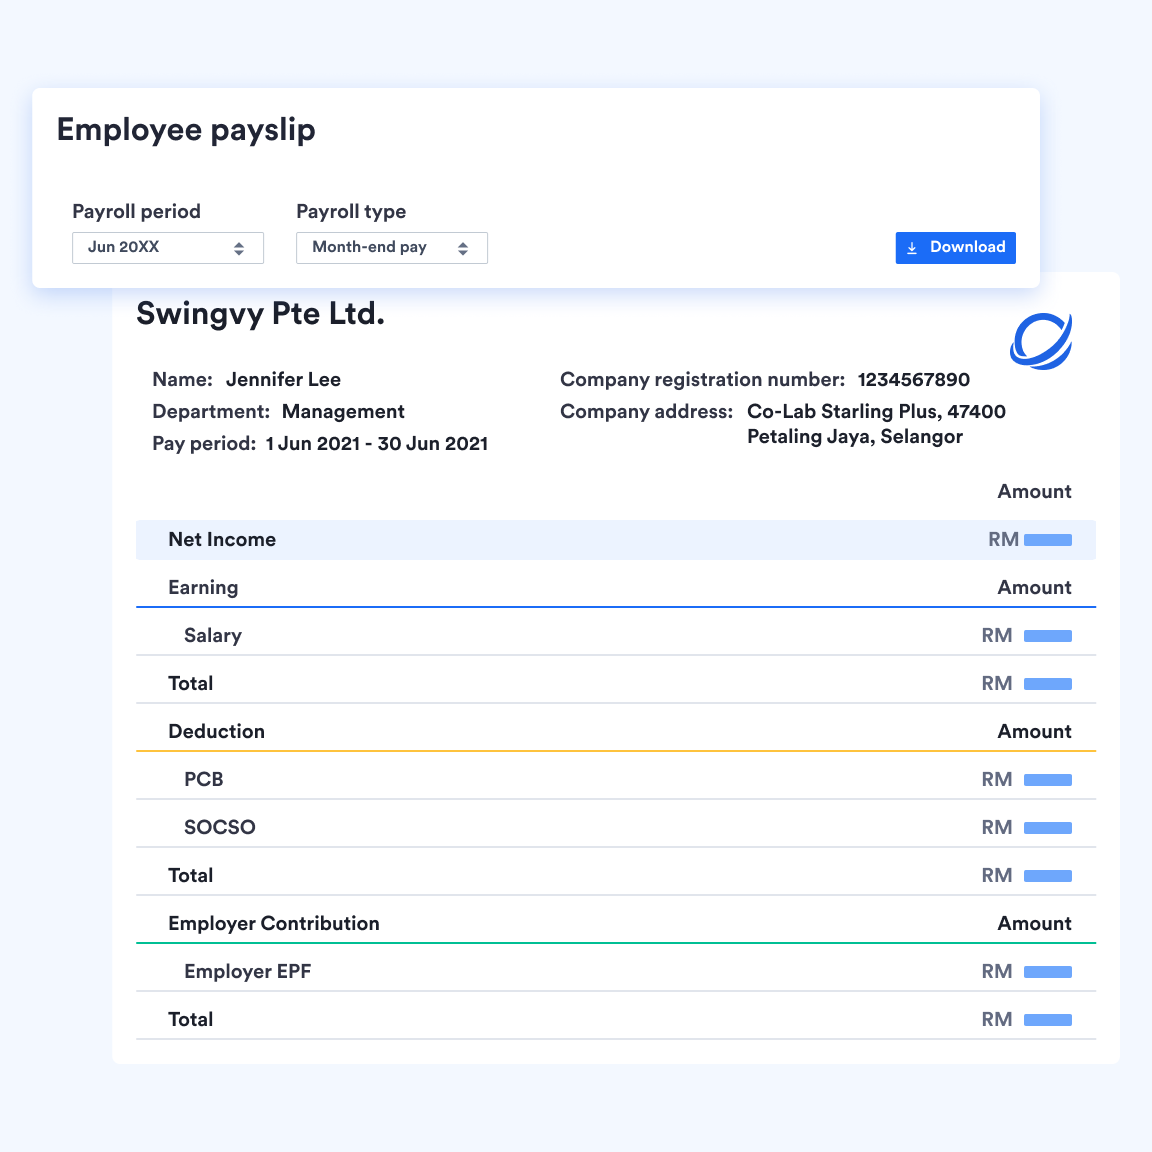 Employee payslip
Payroll period
Payroll type
Jun 20XX
Month-end pay
Download
Swingvy Pte Ltd.
Name: Jennifer Lee
Department: Management
Pay period: 1 Jun 2021 - 30 Jun 2021
Company registration number: 1234567890
Company address: Co-Lab Starling Plus, 47400
Petaling Jaya, Selangor
Amount
Net Income RM
Earning Amount
Salary RM
Total RM
Deduction Amount
PCB RM
SOCSO RM
Total RM
Employer Contribution Amount
Employer EPF RM
Total RM